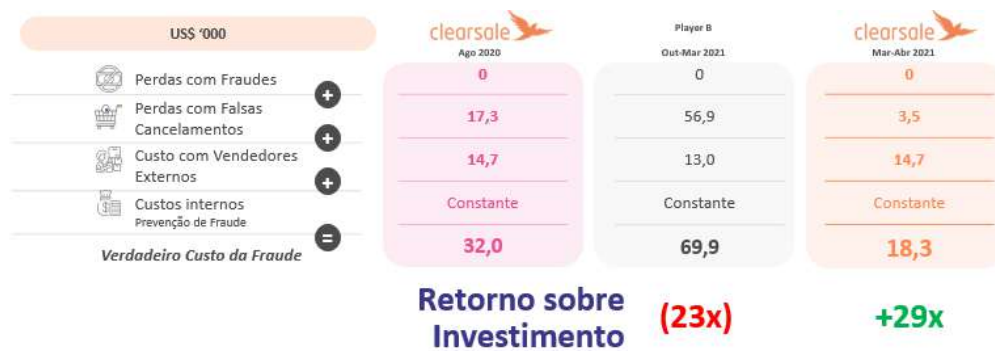 US$ '000
clearsale
Ago 2020
Player B
Out-Mar 2021
clearsale
Mar-Abr 2021
Perdas com Fraudes
0
0
0
+
Perdas com Falsas
Cancelamentos
17,3
56,9
3,5
+
Custo com Vendedores
Externos
14,7
13,0
14,7
+
Custos internos
Prevenção de Fraude
Constante
Constante
Constante
=
Verdadeiro Custo da Fraude
32,0
69,9
18,3
Retorno sobre
Investimento
(23x)
+29x